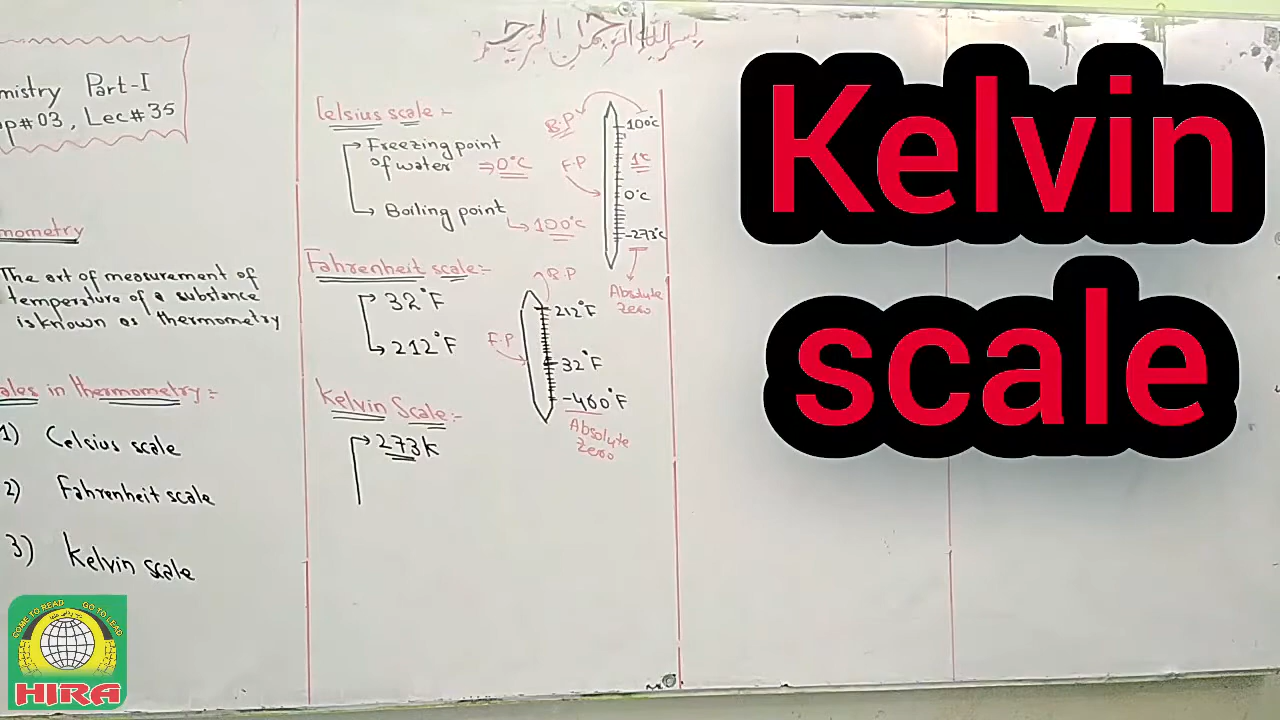 بسم الله الرحمن الرحيم
mistry Part-I
p#03, Lec#35
mometry
The art of measurement of
temperature of a substance
is known as thermometry
ales in thermometry:-
1) Celsius scale
2) Fahrenheit scale
3) Kelvin scale
Celsius scale:-
Freezing point
of water ⇒ 0°C
Boiling point
100°C
B.P
100°C
1°C
F.P
0°C
-273°C
Absolute
Zero
Fahrenheit scale:-
32°F
212°F
B.P
212°F
F.P
32°F
-460°F
Absolute
Zero
Kelvin Scale:-
273K
Kelvin
scale
COME TO READ GO TO LEAD
HIRA